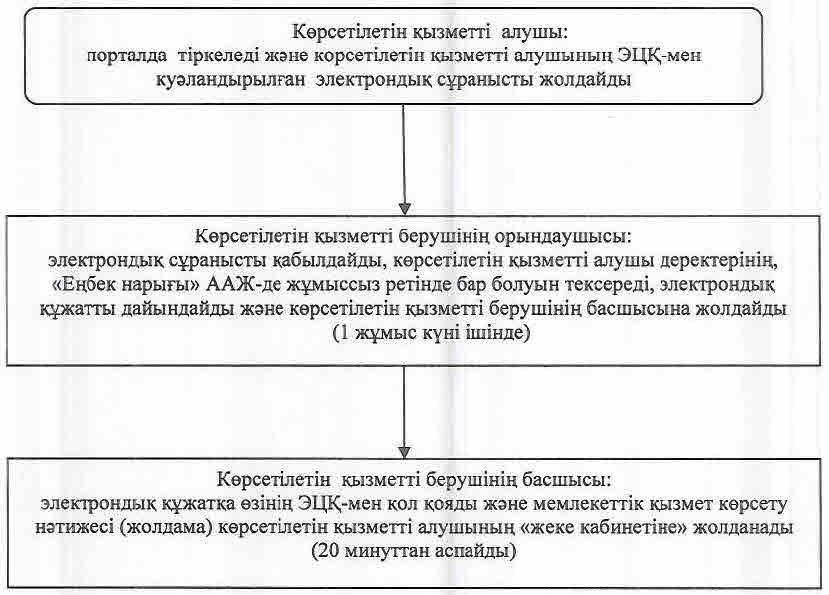 Көрсетілетін қызметті алушы:
порталда тіркеледі және корсетілетін қызметті алушының ЭЦҚ-мен
куәландырылған электрондық сұранысты жолдайды
Көрсетілетін қызметті берушінің орындаушысы:
электрондық сұранысты қабылдайды, көрсетілетін қызметті алушы деректерінің,
«Еңбек нарығы» ААЖ-де жұмыссыз ретінде бар болуын тексереді, электрондық
құжатты дайындайды және көрсетілетін қызметті берушінің басшысына жолдайды
(1 жұмыс күні ішінде)
Көрсетілетін қызметті берушінің басшысы:
электрондық құжатқа өзінің ЭЦҚ-мен қол қояды және мемлекеттік қызмет көрсету
нәтижесі (жолдама) көрсетілетін қызметті алушының «жеке кабинетіне» жолданады
(20 минуттан аспайды)